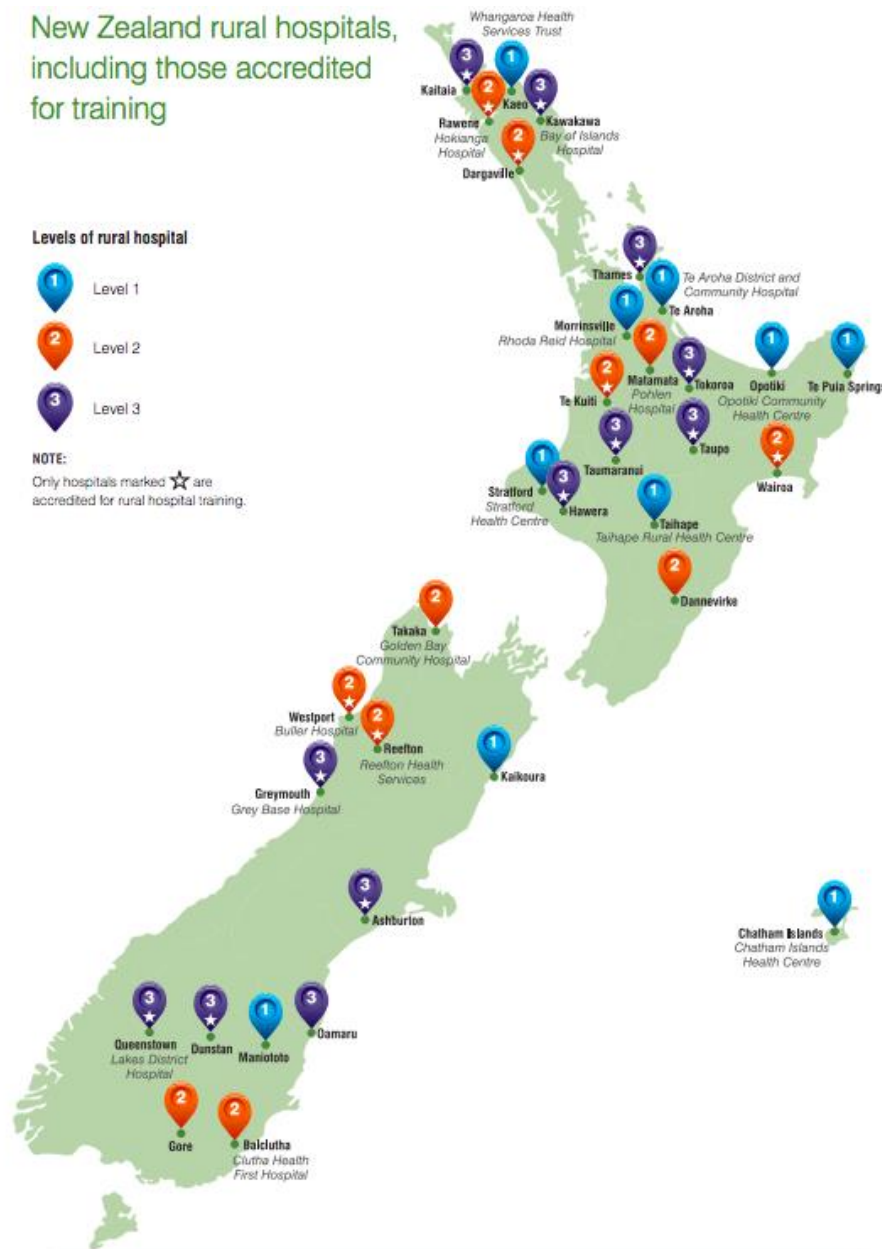 New Zealand rural hospitals,
including those accredited
for training
Levels of rural hospital
1
Level 1
2
Level 2
3
Level 3
NOTE:
Only hospitals marked ☆ are
accredited for rural hospital training.
Whangaroa Health
Services Trust
3
Kaitaia
1
Kaeo
2
Rawene
Hokianga
Hospital
3
Kawakawa
Bay of Islands
Hospital
2
Dargaville
3
Thames
1
Te Aroha District and
Community Hospital
Te Aroha
1
Morrinsville
Rhoda Reid Hospital
2
Matamata
Pohlen
Hospital
3
Tokoroa
1
Opotiki
Opotiki Community
Health Centre
1
Te Puia Springs
2
Te Kuiti
3
Taumaranui
3
Taupo
2
Wairoa
1
Stratford
Stratford
Health Centre
3
Hawera
1
Taihape
Taihape Rural Health Centre
2
Dannevirke
2
Takaka
Golden Bay
Community Hospital
2
Westport
Buller Hospital
2
Reefton
Reefton Health
Services
3
Greymouth
Grey Base Hospital
1
Kaikoura
3
Ashburton
1
Chatham Islands
Chatham Islands
Health Centre
3
Queenstown
Lakes District
Hospital
3
Dunstan
1
Maniototo
3
Oamaru
2
Gore
2
Balclutha
Clutha Health
First Hospital